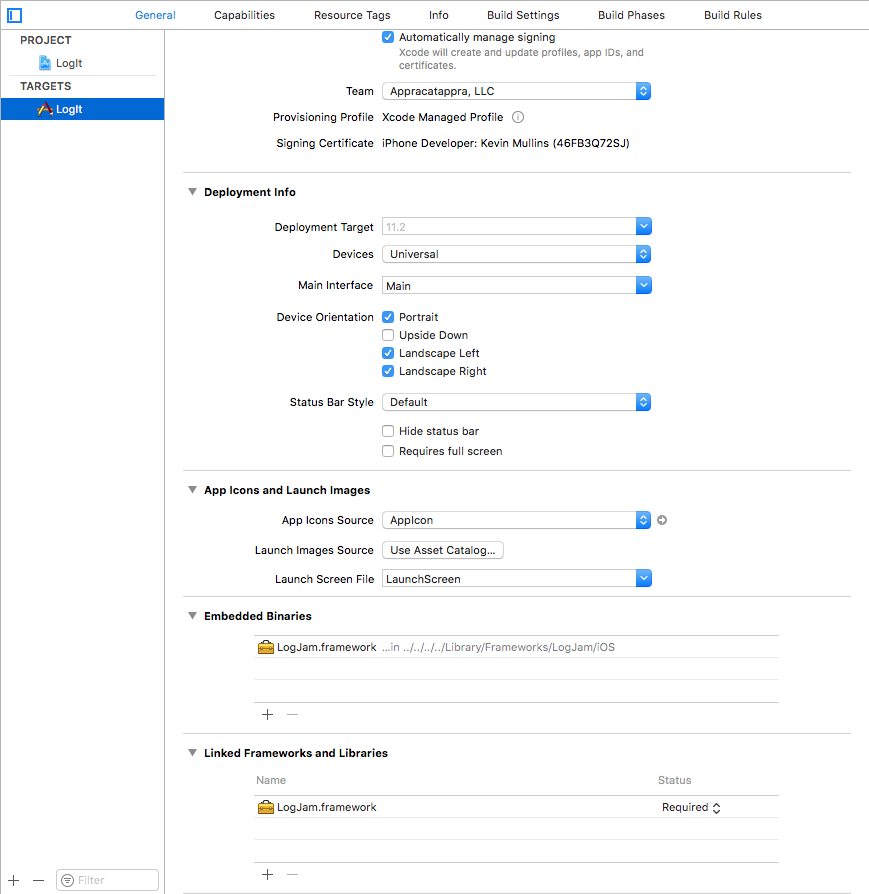 General Capabilities Resource Tags Info Build Settings Build Phases Build Rules
PROJECT
LogIt
TARGETS
LogIt
Automatically manage signing
Xcode will create and update profiles, app IDs, and
certificates.
Team Appracatappra, LLC
Provisioning Profile Xcode Managed Profile
Signing Certificate iPhone Developer: Kevin Mullins (46FB3Q72SJ)
Deployment Info
Deployment Target 11.2
Devices Universal
Main Interface Main
Device Orientation Portrait
Upside Down
Landscape Left
Landscape Right
Status Bar Style Default
Hide status bar
Requires full screen
App Icons and Launch Images
App Icons Source AppIcon
Launch Images Source Use Asset Catalog...
Launch Screen File LaunchScreen
Embedded Binaries
LogJam.framework ...in ../../../../Library/Frameworks/LogJam/iOS
Linked Frameworks and Libraries
Name Status
LogJam.framework Required
Filter